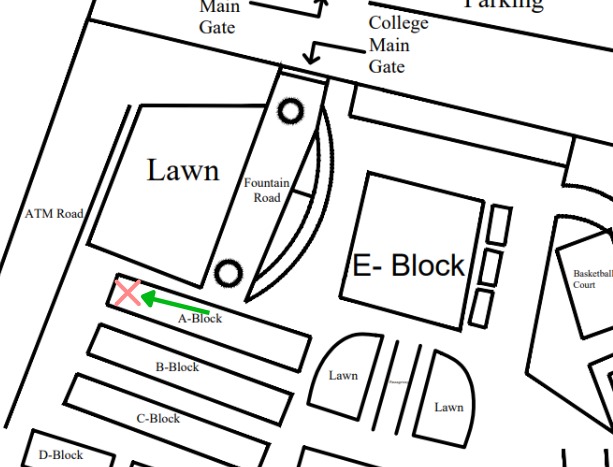 Main
Gate
Parking
College
Main
Gate
Lawn
Fountain
Road
ATM Road
E- Block
Basketball
Court
A-Block
B-Block
Lawn
Lawn
C-Block
D-Block